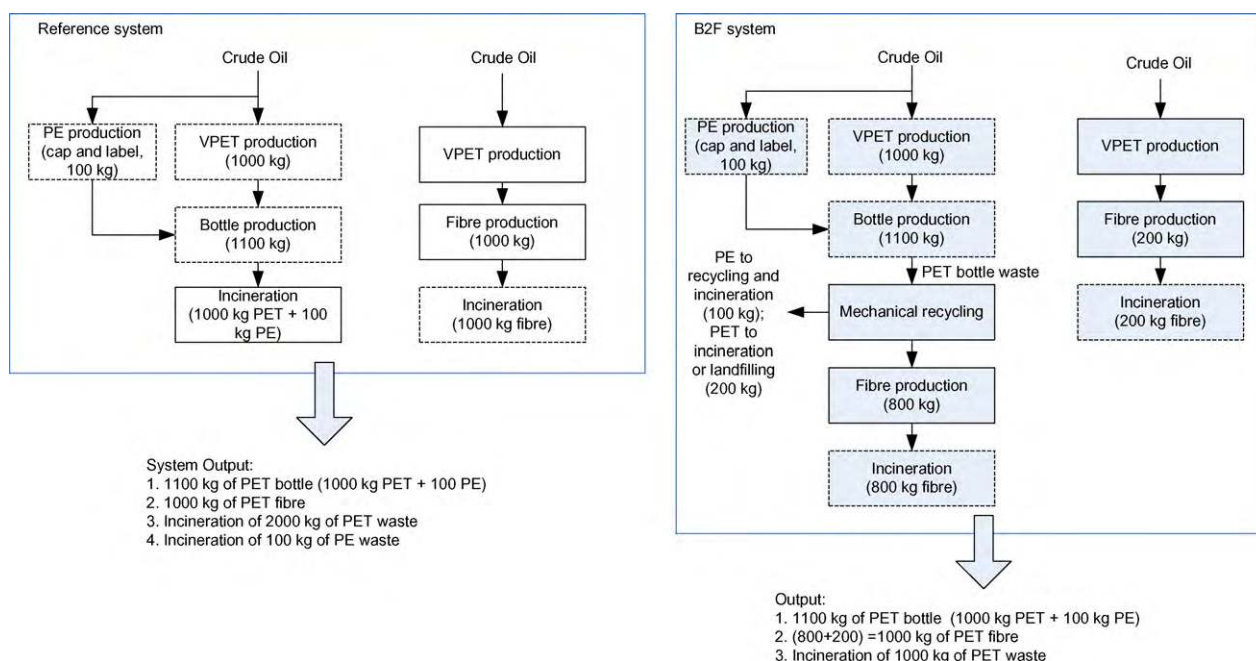 Reference system
Crude Oil
Crude Oil
PE production
(cap and label,
100 kg)
VPET production
(1000 kg)
VPET production
Bottle production
(1100 kg)
Fibre production
(1000 kg)
Incineration
(1000 kg PET + 100
kg PE)
Incineration
(1000 kg fibre)
System Output:
1. 1100 kg of PET bottle (1000 kg PET + 100 PE)
2. 1000 kg of PET fibre
3. Incineration of 2000 kg of PET waste
4. Incineration of 100 kg of PE waste
B2F system
Crude Oil
Crude Oil
PE production
(cap and label,
100 kg)
VPET production
(1000 kg)
VPET production
Bottle production
(1100 kg)
Fibre production
(200 kg)
PET bottle waste
PE to
recycling and
incineration
(100 kg);
PET to
incineration
or landfilling
(200 kg)
Mechanical recycling
Incineration
(200 kg fibre)
Fibre production
(800 kg)
Incineration
(800 kg fibre)
Output:
1. 1100 kg of PET bottle (1000 kg PET + 100 kg PE)
2. (800+200) =1000 kg of PET fibre
3. Incineration of 1000 kg of PET waste